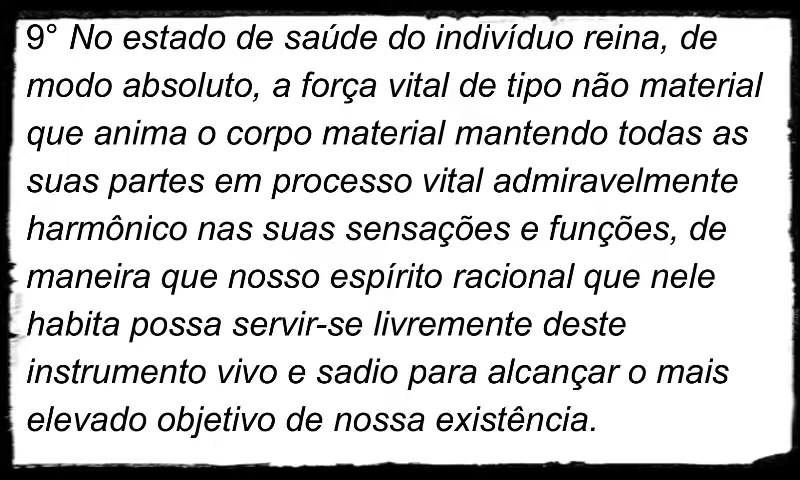 9° No estado de saúde do indivíduo reina, de
modo absoluto, a força vital de tipo não material
que anima o corpo material mantendo todas as
suas partes em processo vital admiravelmente
harmônico nas suas sensações e funções, de
maneira que nosso espírito racional que nele
habita possa servir-se livremente deste
instrumento vivo e sadio para alcançar o mais
elevado objetivo de nossa existência.